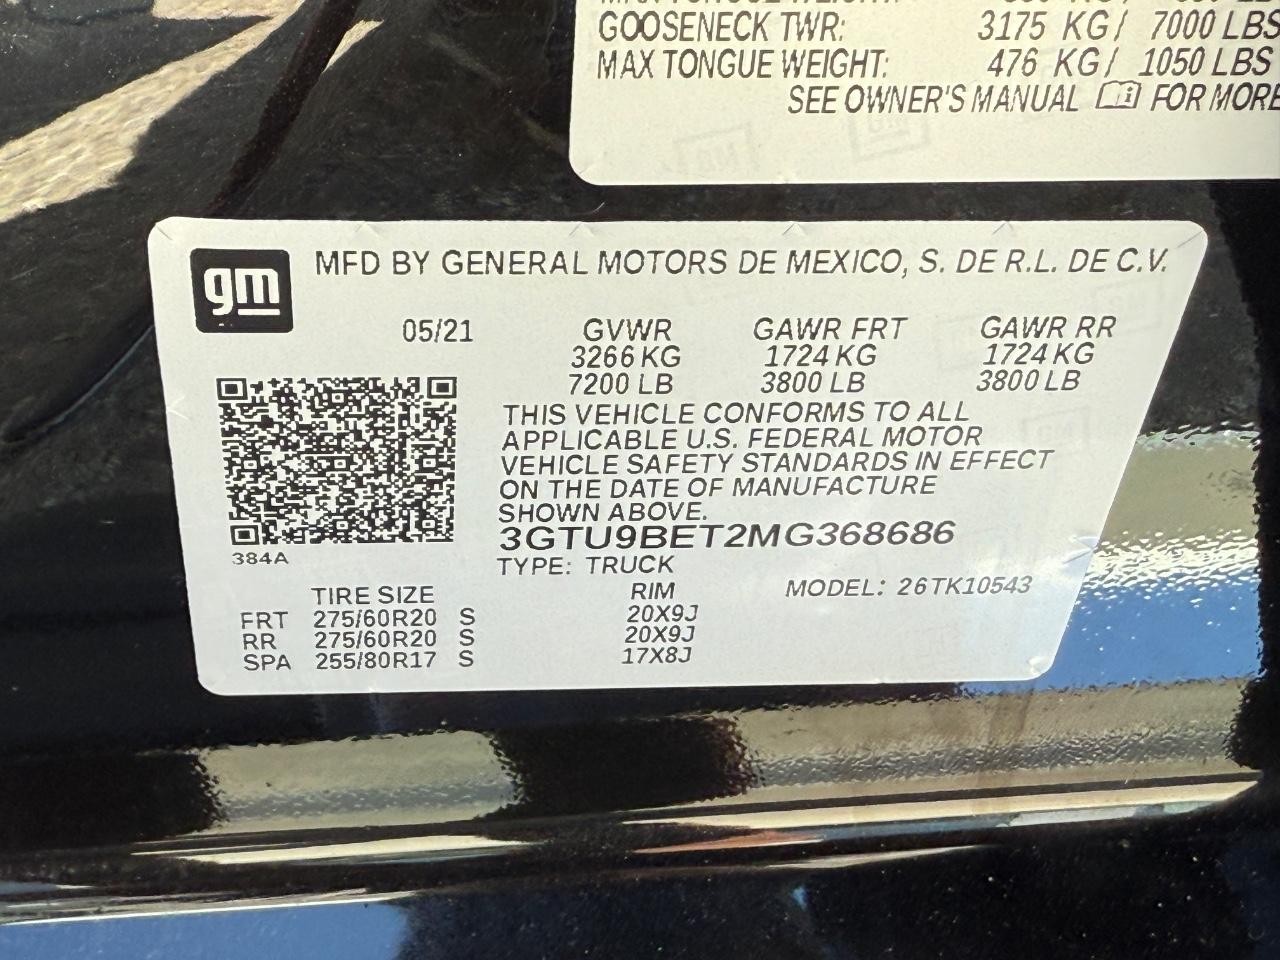 GOOSENECK TWR: 3175 KG/ 7000 LBS
MAX TONGUE WEIGHT: 476 KG/ 1050 LBS
SEE OWNER'S MANUAL FOR MORE
gm
MFD BY GENERAL MOTORS DE MEXICO, S. DE R.L. DE C.V.
05/21 GVWR GAWR FRT GAWR RR
3266 KG 1724 KG 1724 KG
7200 LB 3800 LB 3800 LB
THIS VEHICLE CONFORMS TO ALL
APPLICABLE U.S. FEDERAL MOTOR
VEHICLE SAFETY STANDARDS IN EFFECT
ON THE DATE OF MANUFACTURE
SHOWN ABOVE.
3GTU9BET2MG368686
384A
TYPE: TRUCK
TIRE SIZE RIM MODEL: 26TK10543
FRT 275/60R20 S 20X9J
RR 275/60R20 S 20X9J
SPA 255/80R17 S 17X8J